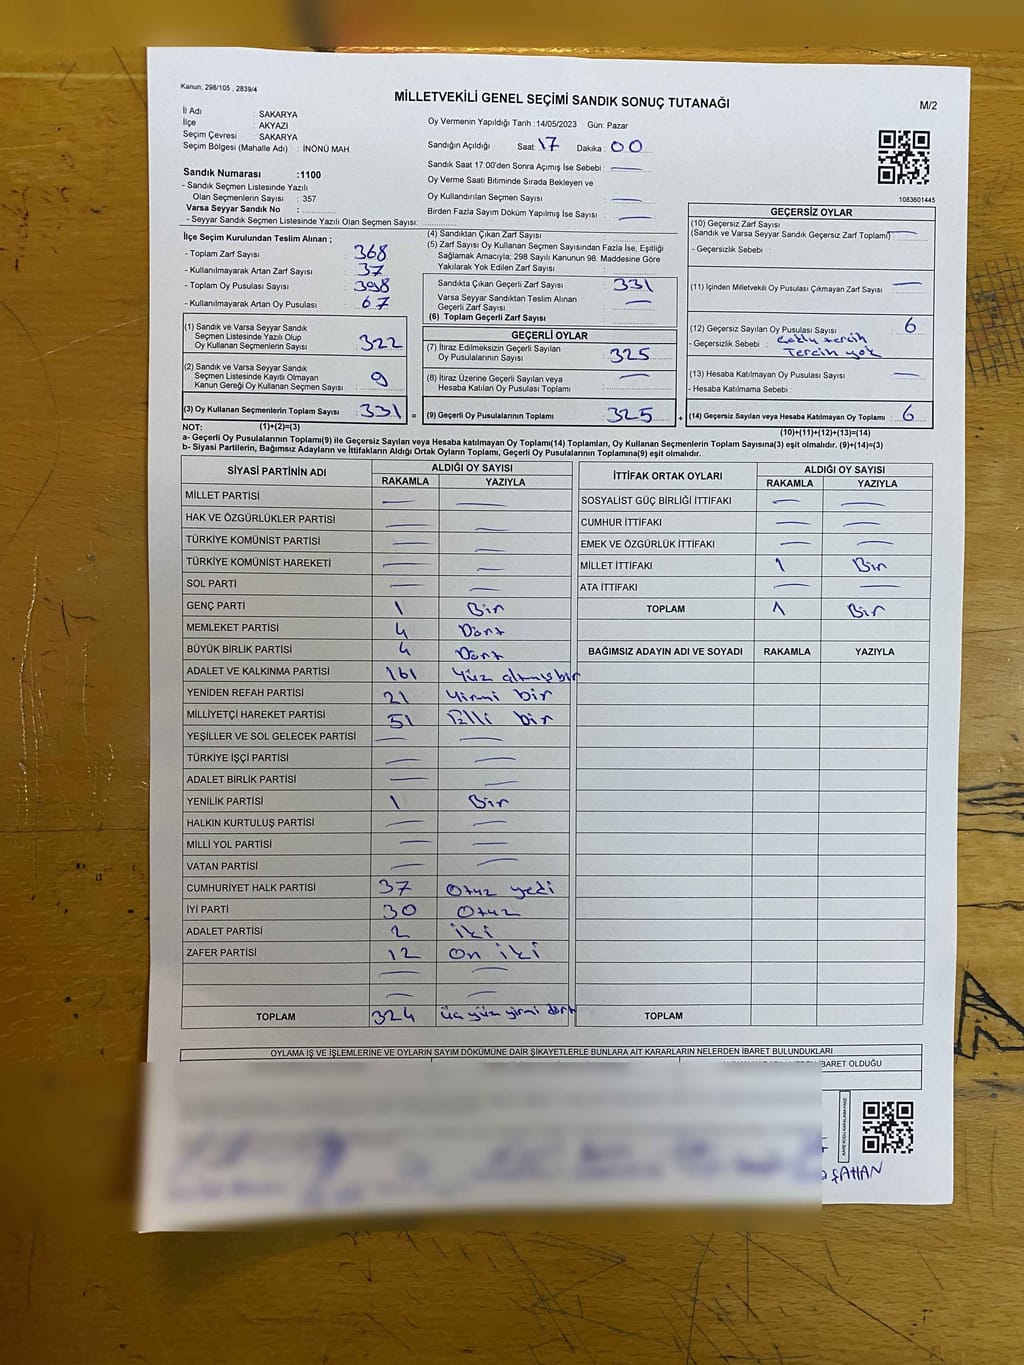 Kanun; 298/105 , 2839/4
MİLLETVEKİLİ GENEL SEÇİMİ SANDIK SONUÇ TUTANAĞI
M/2
İl Adı : SAKARYA
İlçe : AKYAZI
Seçim Çevresi : SAKARYA
Seçim Bölgesi (Mahalle Adı) : İNÖNÜ MAH.
Sandık Numarası :1100
- Sandık Seçmen Listesinde Yazılı
Olan Seçmenlerin Sayısı : 357
Varsa Seyyar Sandık No :
- Seyyar Sandık Seçmen Listesinde Yazılı Olan Seçmen Sayısı:
Oy Vermenin Yapıldığı Tarih :14/05/2023 Gün: Pazar
Sandığın Açıldığı Saat: 17 Dakika : 00
Sandık Saat 17:00'den Sonra Açımış İse Sebebi : —
Oy Verme Saati Bitiminde Sırada Bekleyen ve
Oy Kullandırılan Seçmen Sayısı : —
Birden Fazla Sayım Döküm Yapılmış İse Sayısı : —
1083601445
İlçe Seçim Kurulundan Teslim Alınan ;
- Toplam Zarf Sayısı : 368
- Kullanılmayarak Artan Zarf Sayısı : 37
- Toplam Oy Pusulası Sayısı : 398
- Kullanılmayarak Artan Oy Pusulası : 67
(1) Sandık ve Varsa Seyyar Sandık
Seçmen Listesinde Yazılı Olup
Oy Kullanan Seçmenlerin Sayısı : 322
(2) Sandık ve Varsa Seyyar Sandık
Seçmen Listesinde Kayıtlı Olmayan
Kanun Gereği Oy Kullanan Seçmen Sayısı : 9
(3) Oy Kullanan Seçmenlerin Toplam Sayısı : 331 =
(4) Sandıktan Çıkan Zarf Sayısı :
(5) Zarf Sayısı Oy Kullanan Seçmen Sayısından Fazla İse, Eşitliği
Sağlamak Amacıyla; 298 Sayılı Kanunun 98. Maddesine Göre
Yakılarak Yok Edilen Zarf Sayısı :
Sandıkta Çıkan Geçerli Zarf Sayısı : 331
Varsa Seyyar Sandıktan Teslim Alınan
Geçerli Zarf Sayısı : —
(6) Toplam Geçerli Zarf Sayısı :
GEÇERLİ OYLAR
(7) İtiraz Edilmeksizin Geçerli Sayılan
Oy Pusulalarının Sayısı : 325
(8) İtiraz Üzerine Geçerli Sayılan veya
Hesaba Katılan Oy Pusulası Toplamı : —
(9) Geçerli Oy Pusulalarının Toplamı : 325 +
GEÇERSİZ OYLAR
(10) Geçersiz Zarf Sayısı
(Sandık ve Varsa Seyyar Sandık Geçersiz Zarf Toplamı) : —
- Geçersizlik Sebebi :
(11) İçinden Milletvekili Oy Pusulası Çıkmayan Zarf Sayısı : —
(12) Geçersiz Sayılan Oy Pusulası Sayısı : 6
- Geçersizlik Sebebi : Çoklu tercih
Tercih yok
(13) Hesaba Katılmayan Oy Pusulası Sayısı : —
- Hesaba Katılmama Sebebi :
(14) Geçersiz Sayılan veya Hesaba Katılmayan Oy Pusulası Toplamı : 6
NOT: (1)+(2)=(3)
(10)+(11)+(12)+(13)=(14)
a- Geçerli Oy Pusulalarının Toplamı(9) ile Geçersiz Sayılan veya Hesaba katılmayan Oy Toplamı(14) Toplamları, Oy Kullanan Seçmenlerin Toplam Sayısına(3) eşit olmalıdır. (9)+(14)=(3)
b- Siyasi Partilerin, Bağımsız Adayların ve İttifakların Aldığı Ortak Oyların Toplamı, Geçerli Oy Pusulalarının Toplamına(9) eşit olmalıdır.
SİYASİ PARTİNİN ADI ALDIĞI OY SAYISI
RAKAMLA YAZIYLA
MİLLET PARTİSİ — —
HAK VE ÖZGÜRLÜKLER PARTİSİ — —
TÜRKİYE KOMÜNİST PARTİSİ — —
TÜRKİYE KOMÜNİST HAREKETİ — —
SOL PARTİ — —
GENÇ PARTİ 1 Bir
MEMLEKET PARTİSİ 4 Dört
BÜYÜK BİRLİK PARTİSİ 4 Dört
ADALET VE KALKINMA PARTİSİ 161 Yüz altmışbir
YENİDEN REFAH PARTİSİ 21 Yirmi bir
MİLLİYETÇİ HAREKET PARTİSİ 51 Elli bir
YEŞİLLER VE SOL GELECEK PARTİSİ — —
TÜRKİYE İŞÇİ PARTİSİ — —
ADALET BİRLİK PARTİSİ — —
YENİLİK PARTİSİ 1 Bir
HALKIN KURTULUŞ PARTİSİ — —
MİLLİ YOL PARTİSİ — —
VATAN PARTİSİ — —
CUMHURİYET HALK PARTİSİ 37 Otuz yedi
İYİ PARTİ 30 Otuz
ADALET PARTİSİ 2 iki
ZAFER PARTİSİ 12 On iki
— —
— —
TOPLAM 324 üç yüz yirmi dört
İTTİFAK ORTAK OYLARI ALDIĞI OY SAYISI
RAKAMLA YAZIYLA
SOSYALİST GÜÇ BİRLİĞİ İTTİFAKI — —
CUMHUR İTTİFAKI — —
EMEK VE ÖZGÜRLÜK İTTİFAKI — —
MİLLET İTTİFAKI 1 Bir
ATA İTTİFAKI — —
TOPLAM 1 Bir
BAĞIMSIZ ADAYIN ADI VE SOYADI RAKAMLA YAZIYLA
TOPLAM
OYLAMA İŞ VE İŞLEMLERİNE VE OYLARIN SAYIM DÖKÜMÜNE DAİR ŞİKAYETLERLE BUNLARA AİT KARARLARIN NELERDEN İBARET BULUNDUKLARI
İBARET OLDUĞU